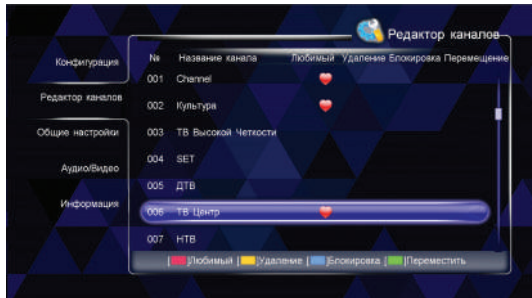 Редактор каналов
Конфигурация
Редактор каналов
Общие настройки
Аудио/Видео
Информация
№ Название канала Любимый Удаление Блокировка Перемещение
001 Channel
002 Культура
003 ТВ Высокой Четкости
004 SET
005 ДТВ
006 ТВ Центр
007 НТВ
[ ]Любимый [ ]Удаление [ ]Блокировка [ ]Переместить